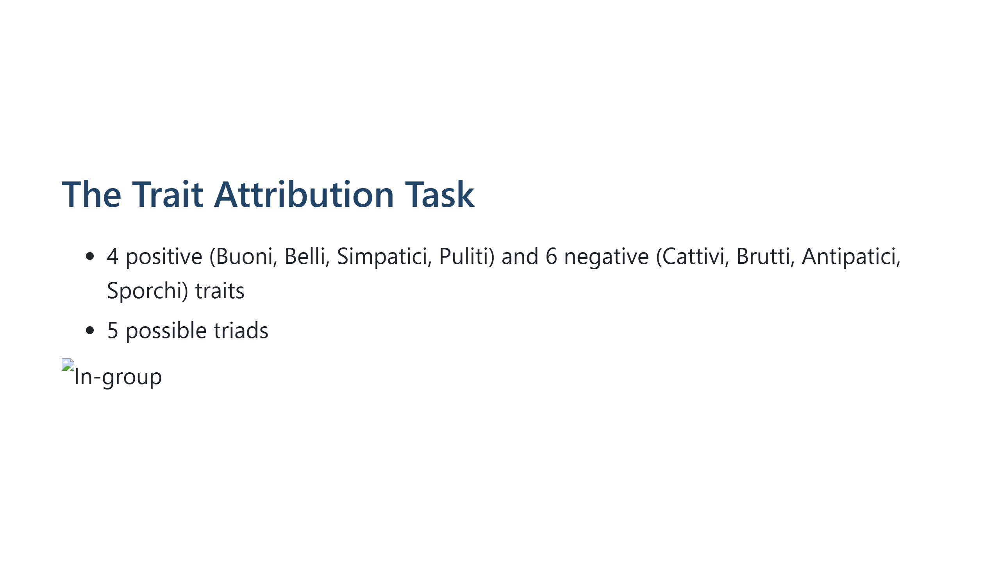 The Trait Attribution Task
• 4 positive (Buoni, Belli, Simpatici, Puliti) and 6 negative (Cattivi, Brutti, Antipatici,
Sporchi) traits
• 5 possible triads
In-group